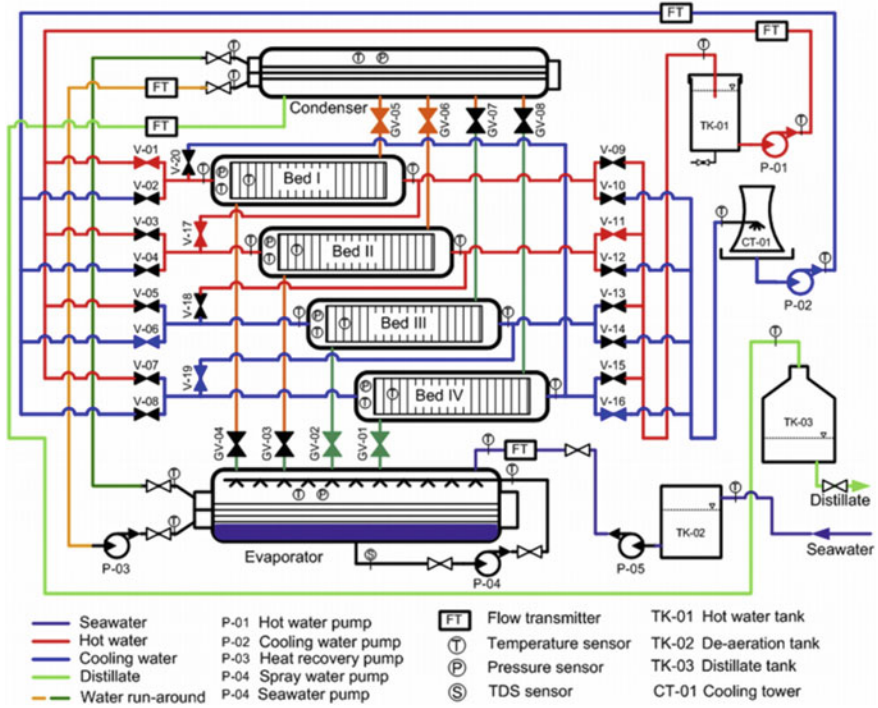 FT
FT
T
T
T
P
TK-01
P-01
T
FT
T
Condenser
GV-05
GV-06
GV-07
GV-08
FT
V-01
V-20
V-09
T
P
T
T
Bed I
T
V-02
V-10
V-03
V-17
V-11
T
P
T
T
Bed II
T
T
CT-01
T
P-02
V-04
V-12
V-05
V-18
V-13
T
P
T
T
Bed III
T
V-06
V-14
T
V-07
V-19
V-15
P
T
T
Bed IV
T
V-08
V-16
TK-03
GV-04
GV-03
GV-02
GV-01
T
FT
T
T
T
P
T
Distillate
T
TK-02
T
Seawater
P-03
Evaporator
S
P-04
P-05
Seawater
Hot water
Cooling water
Distillate
Water run-around
P-01 Hot water pump
P-02 Cooling water pump
P-03 Heat recovery pump
P-04 Spray water pump
P-04 Seawater pump
FT Flow transmitter
T Temperature sensor
P Pressure sensor
S TDS sensor
TK-01 Hot water tank
TK-02 De-aeration tank
TK-03 Distillate tank
CT-01 Cooling tower